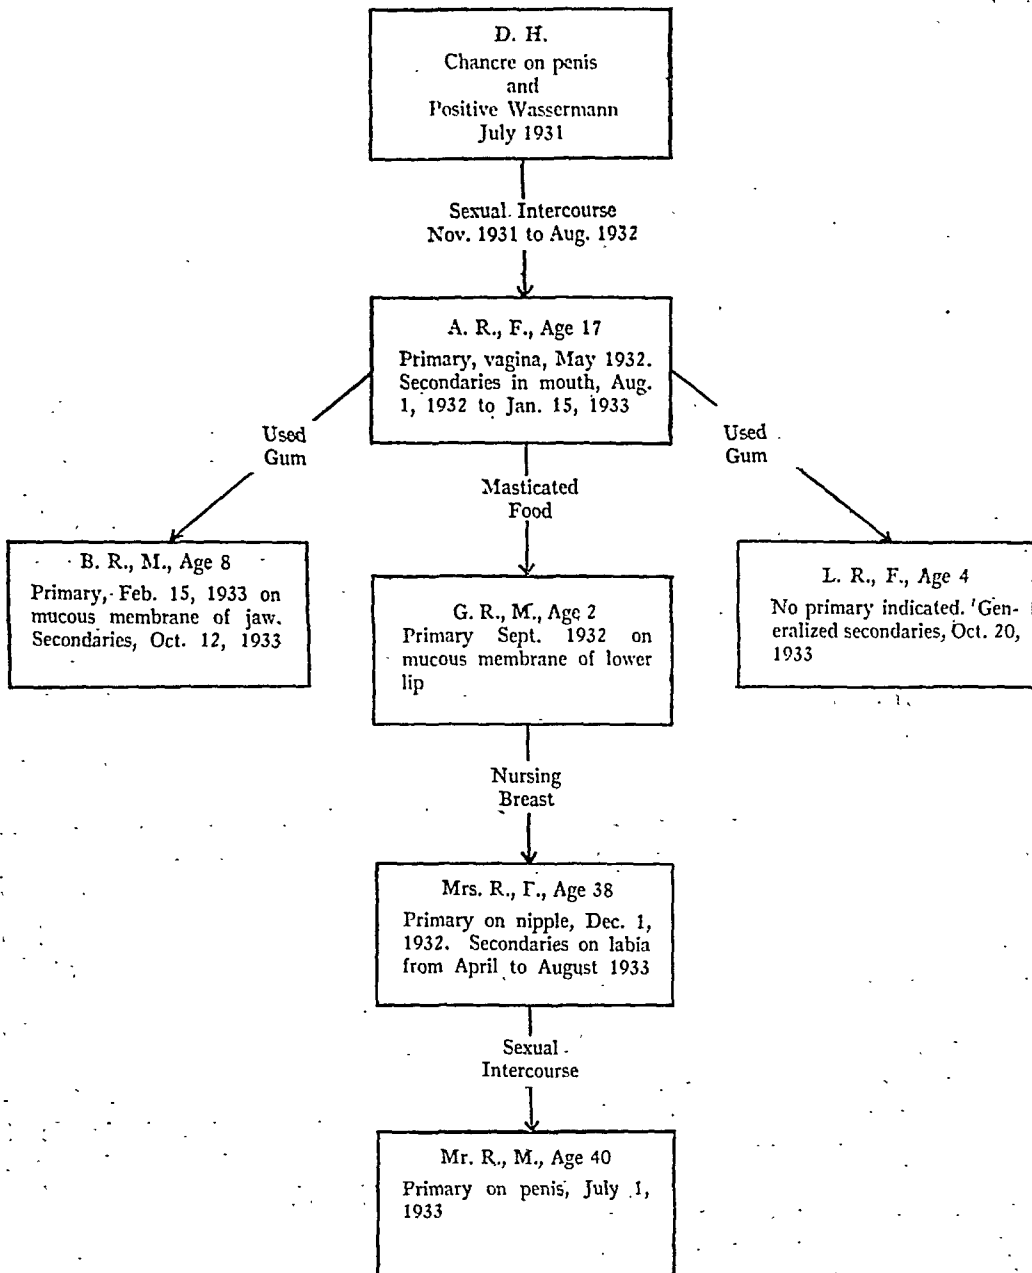 D. H.
Chancre on penis
and
Positive Wassermann
July 1931
Sexual Intercourse
Nov. 1931 to Aug. 1932
A. R., F., Age 17
Primary, vagina, May 1932.
Secondaries in mouth, Aug.
1, 1932 to Jan. 15, 1933
Used
Gum
Masticated
Food
Used
Gum
B. R., M., Age 8
Primary, Feb. 15, 1933 on
mucous membrane of jaw.
Secondaries, Oct. 12, 1933
G. R., M., Age 2
Primary Sept. 1932 on
mucous membrane of lower
lip
L. R., F., Age 4
No primary indicated. Gen-
eralized secondaries, Oct. 20,
1933
Nursing
Breast
Mrs. R., F., Age 38
Primary on nipple, Dec. 1,
1932. Secondaries on labia
from April to August 1933
Sexual
Intercourse
Mr. R., M., Age 40
Primary on penis, July 1,
1933